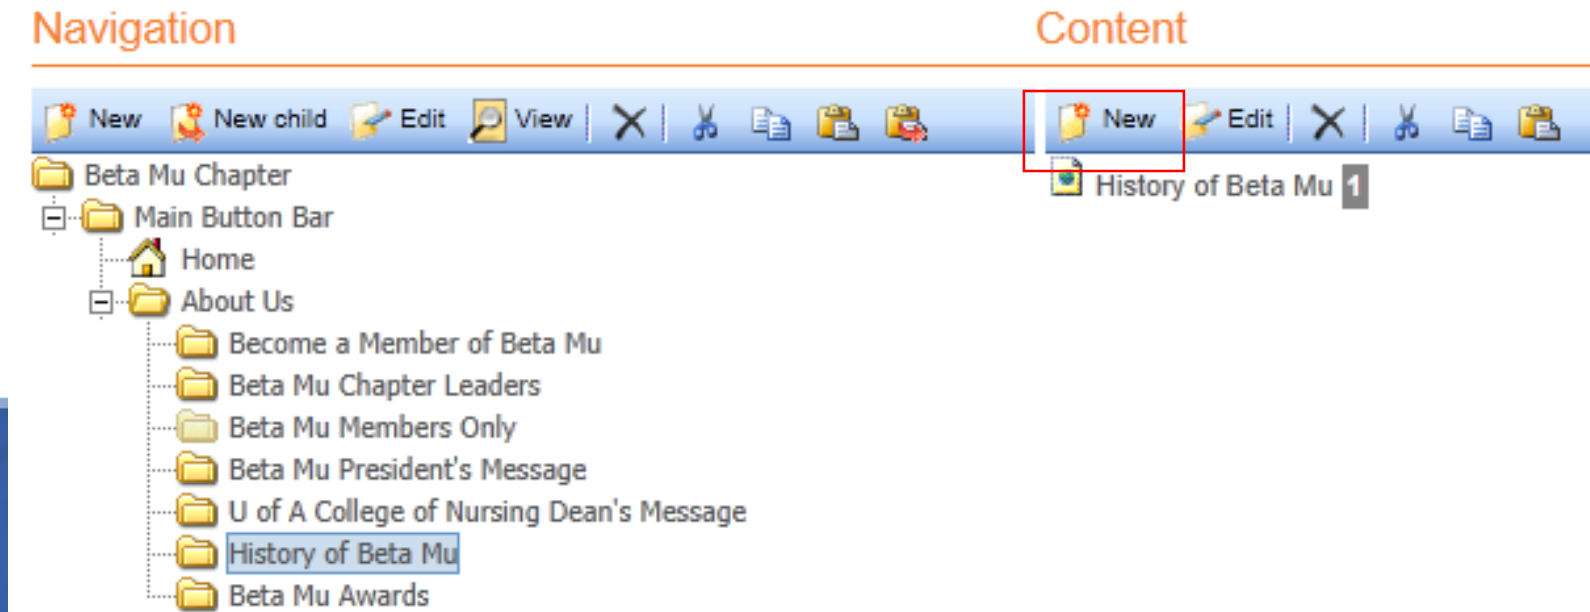 Navigation
Content
New New child Edit View
New Edit
Beta Mu Chapter
History of Beta Mu 1
Main Button Bar
Home
About Us
Become a Member of Beta Mu
Beta Mu Chapter Leaders
Beta Mu Members Only
Beta Mu President's Message
U of A College of Nursing Dean's Message
History of Beta Mu
Beta Mu Awards